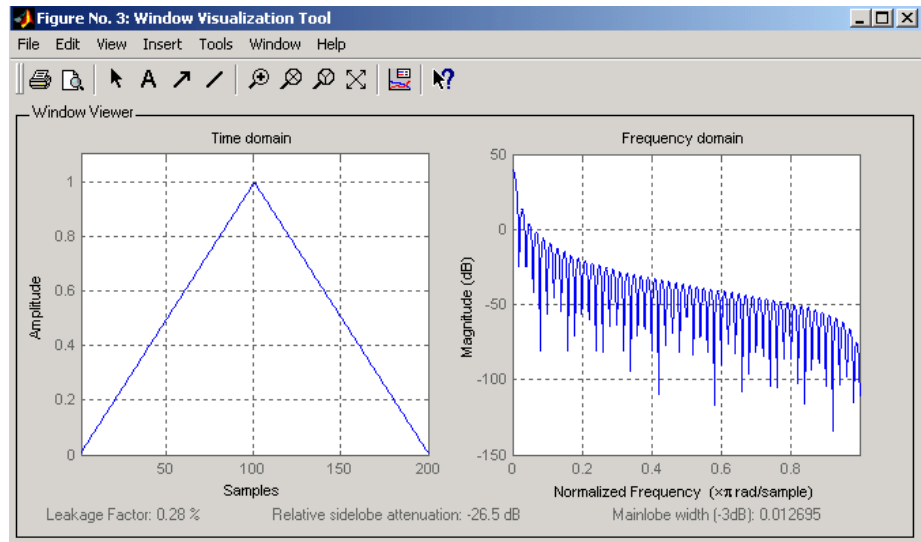 Figure No. 3: Window Visualization Tool
File Edit View Insert Tools Window Help
A
Window Viewer
Time domain
Amplitude
1
0.8
0.6
0.4
0.2
0
50 100 150 200
Samples
Frequency domain
Magnitude (dB)
50
0
-50
-100
-150
0 0.2 0.4 0.6 0.8
Normalized Frequency (×π rad/sample)
Leakage Factor: 0.28 % Relative sidelobe attenuation: -26.5 dB Mainlobe width (-3dB): 0.012695